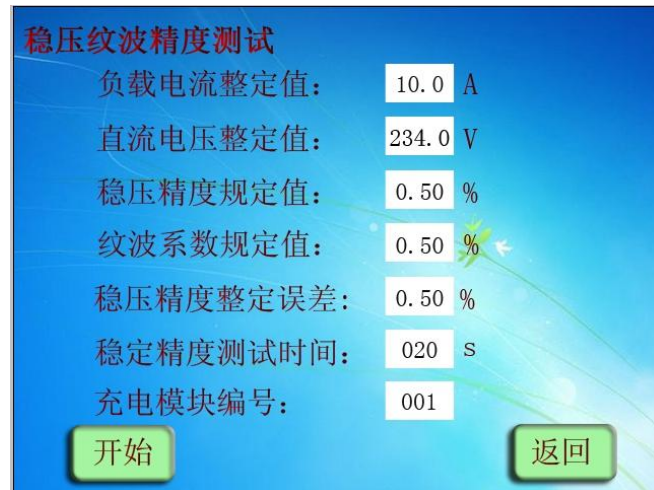 稳压纹波精度测试
负载电流整定值： 10.0 A
直流电压整定值： 234.0 V
稳压精度规定值： 0.50 %
纹波系数规定值： 0.50 %
稳压精度整定误差: 0.50 %
稳定精度测试时间： 020 s
充电模块编号： 001
开始 返回